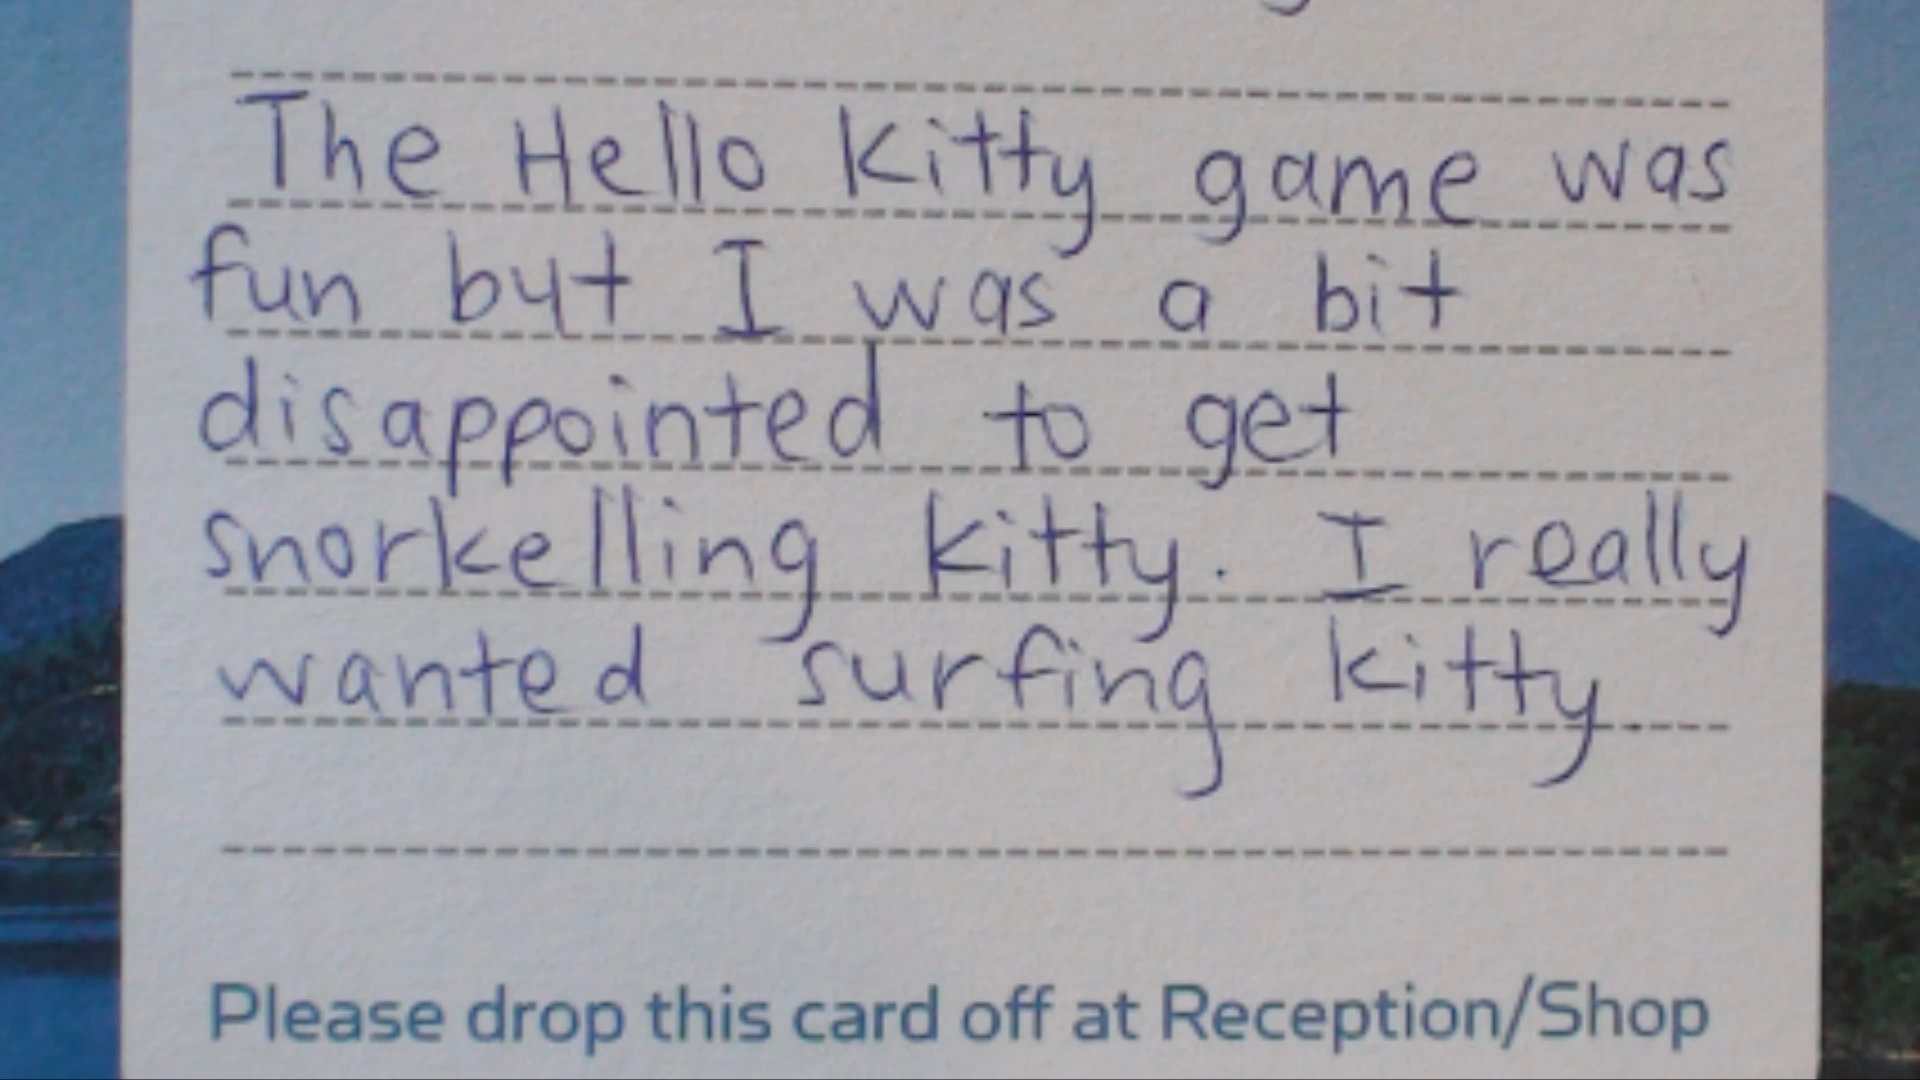 The Hello Kitty game was
fun but I was a bit
disappointed to get
snorkelling kitty. I really
wanted surfing kitty.
Please drop this card off at Reception/Shop